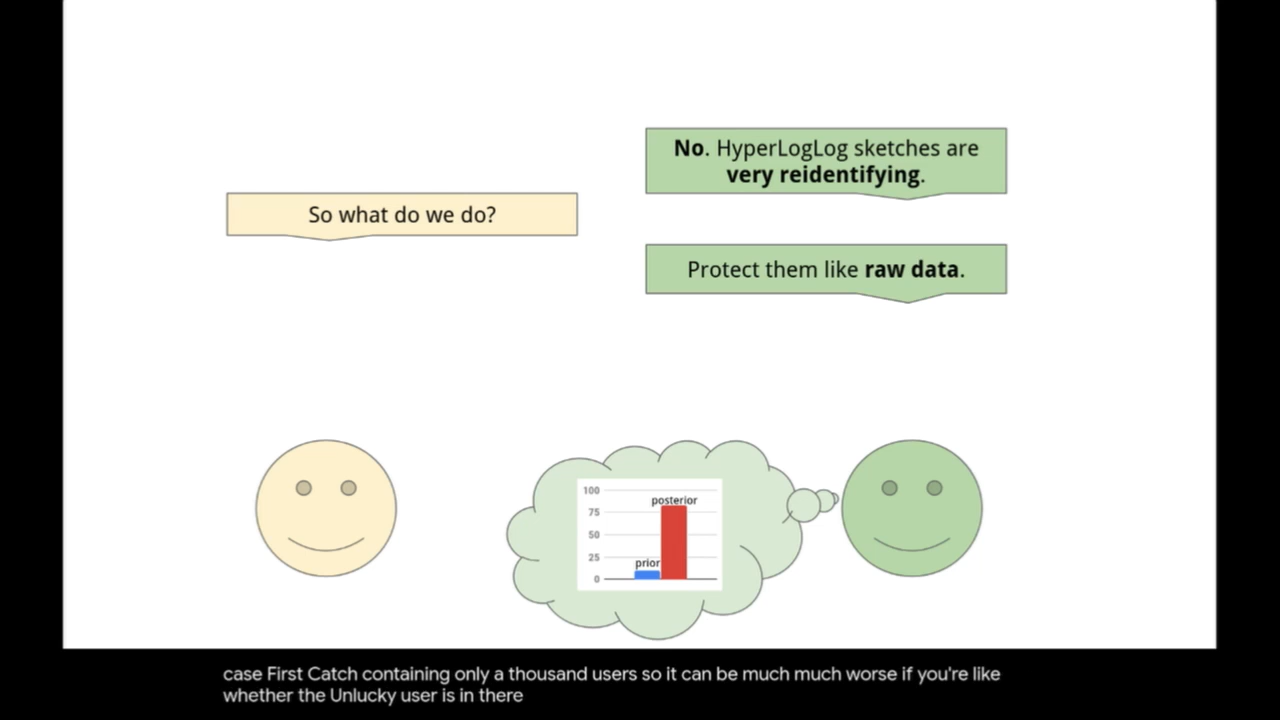 No. HyperLogLog sketches are
very reidentifying.
So what do we do?
Protect them like raw data.
100
posterior
75
50
25
prior
0
case First Catch containing only a thousand users so it can be much much worse if you're like
whether the Unlucky user is in there